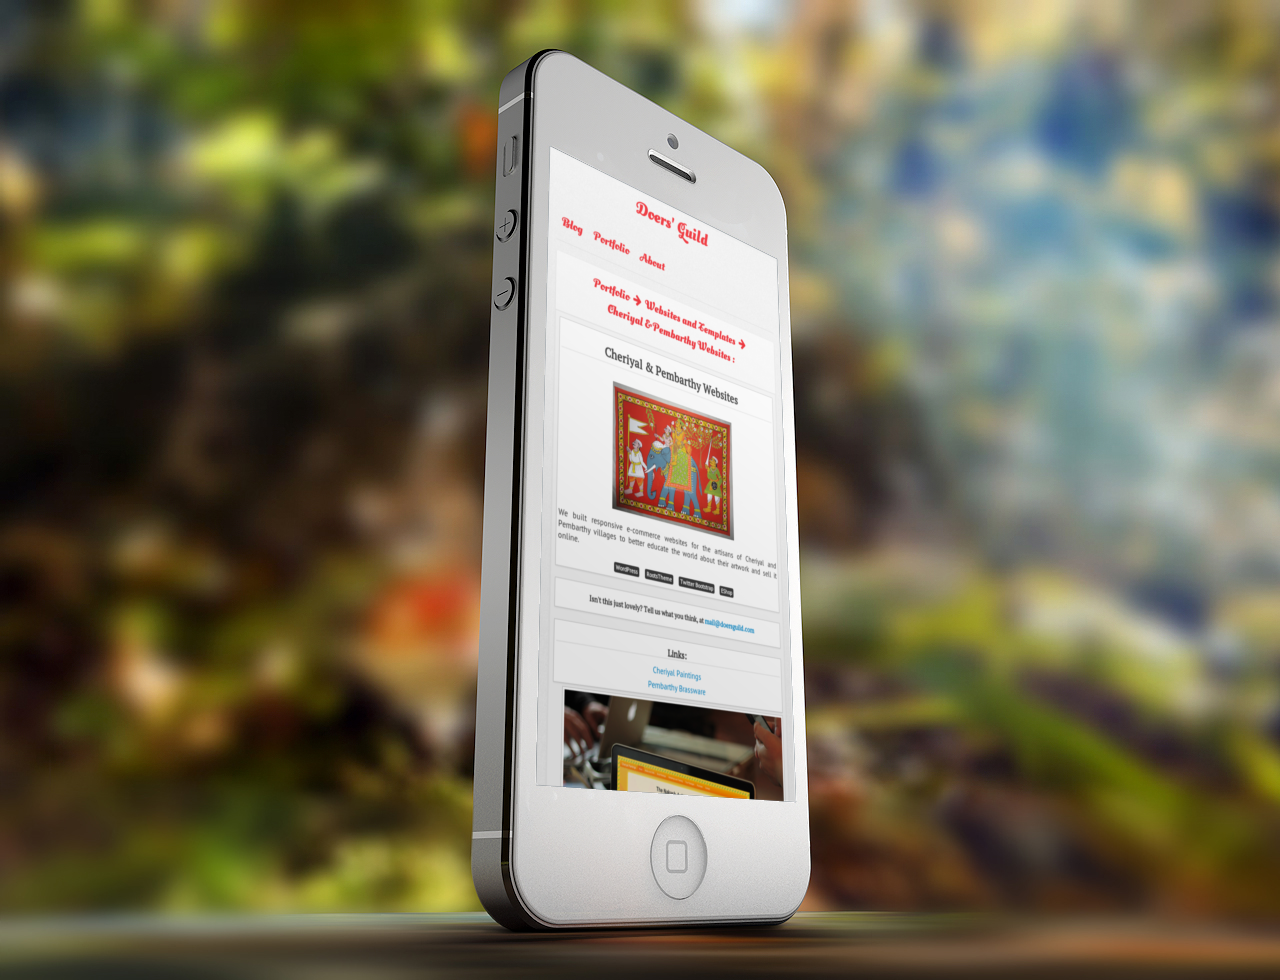 Doers' Guild
Blog Portfolio About
Portfolio → Websites and Templates →
Cheriyal & Pembarthy Websites :
Cheriyal & Pembarthy Websites
We built responsive e-commerce websites for the artisans of Cheriyal and
Pembarthy villages to better educate the world about their artwork and sell it
online.
WordPress RootsTheme Twitter Bootstrap EShop
Isn't this just lovely? Tell us what you think, at mail@doersguild.com
Links:
Cheriyal Paintings
Pembarthy Brassware